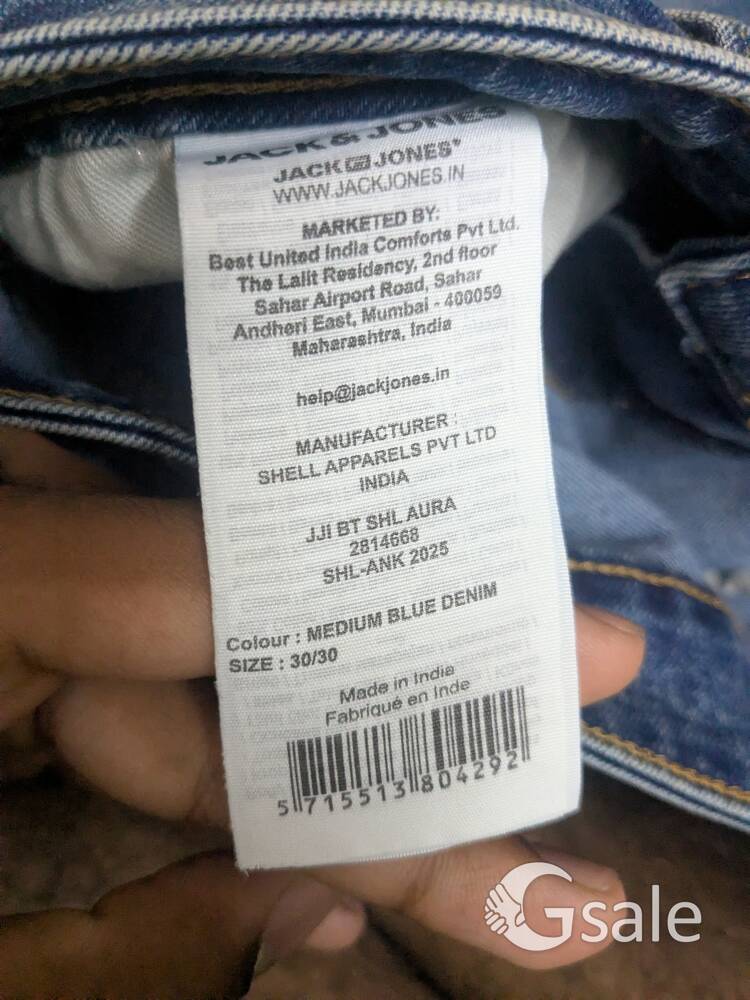 JACK & JONES
JACK & JONES®
WWW.JACKJONES.IN
MARKETED BY:
Best United India Comforts Pvt Ltd.
The Lalit Residency, 2nd floor
Sahar Airport Road, Sahar
Andheri East, Mumbai - 400059
Maharashtra, India
help@jackjones.in
MANUFACTURER :
SHELL APPARELS PVT LTD
INDIA
JJI BT SHL AURA
2814668
SHL-ANK 2025
Colour : MEDIUM BLUE DENIM
SIZE : 30/30
Made in India
Fabriqué en Inde
5 715513 804292
Gsale